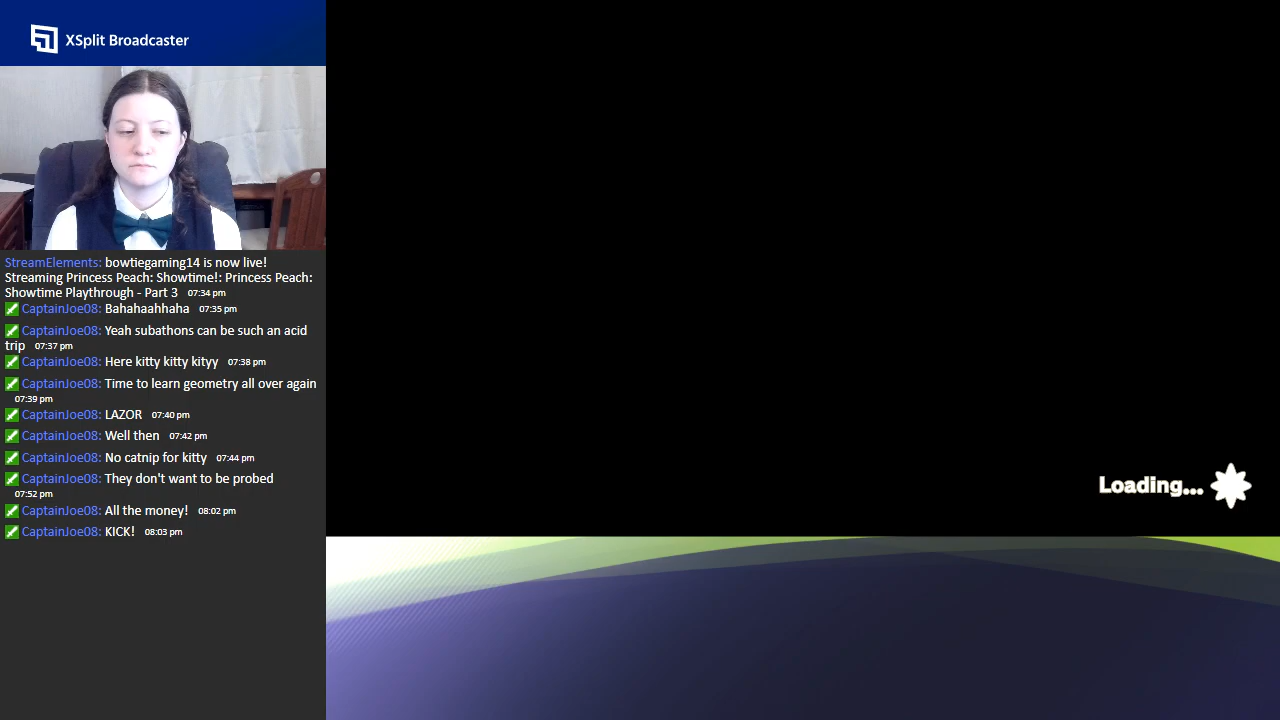 XSplit Broadcaster
StreamElements: bowtiegaming14 is now live!
Streaming Princess Peach: Showtime!: Princess Peach:
Showtime Playthrough - Part 3 07:34 pm
CaptainJoe08: Bahahaahhaha 07:35 pm
CaptainJoe08: Yeah subathons can be such an acid
trip 07:37 pm
CaptainJoe08: Here kitty kitty kityy 07:38 pm
CaptainJoe08: Time to learn geometry all over again
07:39 pm
CaptainJoe08: LAZOR 07:40 pm
CaptainJoe08: Well then 07:42 pm
CaptainJoe08: No catnip for kitty 07:44 pm
CaptainJoe08: They don't want to be probed
07:52 pm
CaptainJoe08: All the money! 08:02 pm
CaptainJoe08: KICK! 08:03 pm
Loading...